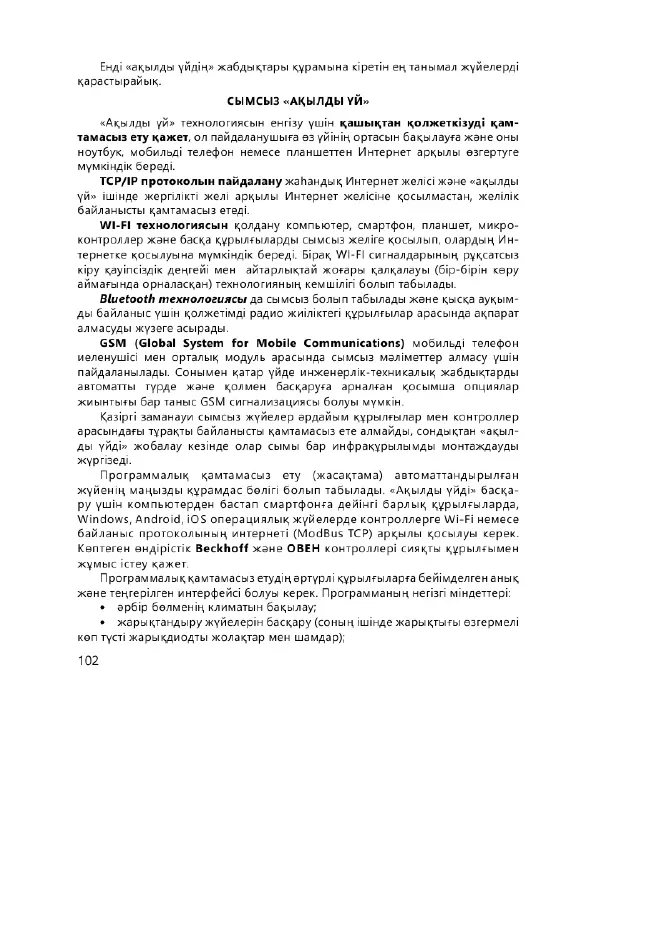 Енді «ақылды үйдің» жабдықтары құрамына кіретін ең танымал жүйелерді
қарастырайық.
СЫМСЫЗ «АҚЫЛДЫ ҮЙ»
«Ақылды үй» технологиясын енгізу үшін қашықтан қолжеткізуді қам-
тамасыз ету қажет, ол пайдаланушыға өз үйінің ортасын бақылауға және оны
ноутбук, мобильді телефон немесе планшеттен Интернет арқылы өзгертуге
мүмкіндік береді.
TCP/IP протоколын пайдалану жаһандық Интернет желісі және «ақылды
үй» ішінде жергілікті желі арқылы Интернет желісіне қосылмастан, желілік
байланысты қамтамасыз етеді.
WI-FI технологиясын қолдану компьютер, смартфон, планшет, микро-
контроллер және басқа құрылғыларды сымсыз желіге қосылып, олардың Ин-
тернетке қосылуына мүмкіндік береді. Бірақ WI-FI сигналдарының рұқсатсыз
кіру қауіпсіздік деңгейі мен айтарлықтай жоғары қалқалауы (бір-бірін көру
аймағында орналасқан) технологияның кемшілігі болып табылады.
Bluetooth технологиясы да сымсыз болып табылады және қысқа ауқым-
ды байланыс үшін қолжетімді радио жиіліктегі құрылғылар арасында ақпарат
алмасуды жүзеге асырады.
GSM (Global System for Mobile Communications) мобильді телефон
иеленушісі мен орталық модуль арасында сымсыз мәліметтер алмасу үшін
пайдаланылады. Сонымен қатар үйде инженерлік-техникалық жабдықтарды
автоматты түрде және қолмен басқаруға арналған қосымша опциялар
жиынтығы бар таныс GSM сигнализациясы болуы мүмкін.
Қазіргі заманауи сымсыз жүйелер әрдайым құрылғылар мен контроллер
арасындағы тұрақты байланысты қамтамасыз ете алмайды, сондықтан «ақыл-
ды үйді» жобалау кезінде олар сымы бар инфрақұрылымды монтаждауды
жүргізеді.
Программалық қамтамасыз ету (жасақтама) автоматтандырылған
жүйенің маңызды құрамдас бөлігі болып табылады. «Ақылды үйді» басқа-
ру үшін компьютерден бастап смартфонға дейінгі барлық құрылғыларда,
Windows, Android, iOS операциялық жүйелерде контроллерге Wi-Fi немесе
байланыс протоколының интернеті (ModBus TCP) арқылы қосылуы керек.
Көптеген өндірістік Beckhoff және ОВЕН контроллері сияқты құрылғымен
жұмыс істеу қажет.
Программалық қамтамасыз етудің әртүрлі құрылғыларға бейімделген анық
және теңгерілген интерфейсі болуы керек. Программаның негізгі міндеттері:
• әрбір бөлменің климатын бақылау;
• жарықтандыру жүйелерін басқару (соның ішінде жарықтығы өзгермелі
көп түсті жарықдиодты жолақтар мен шамдар);
102